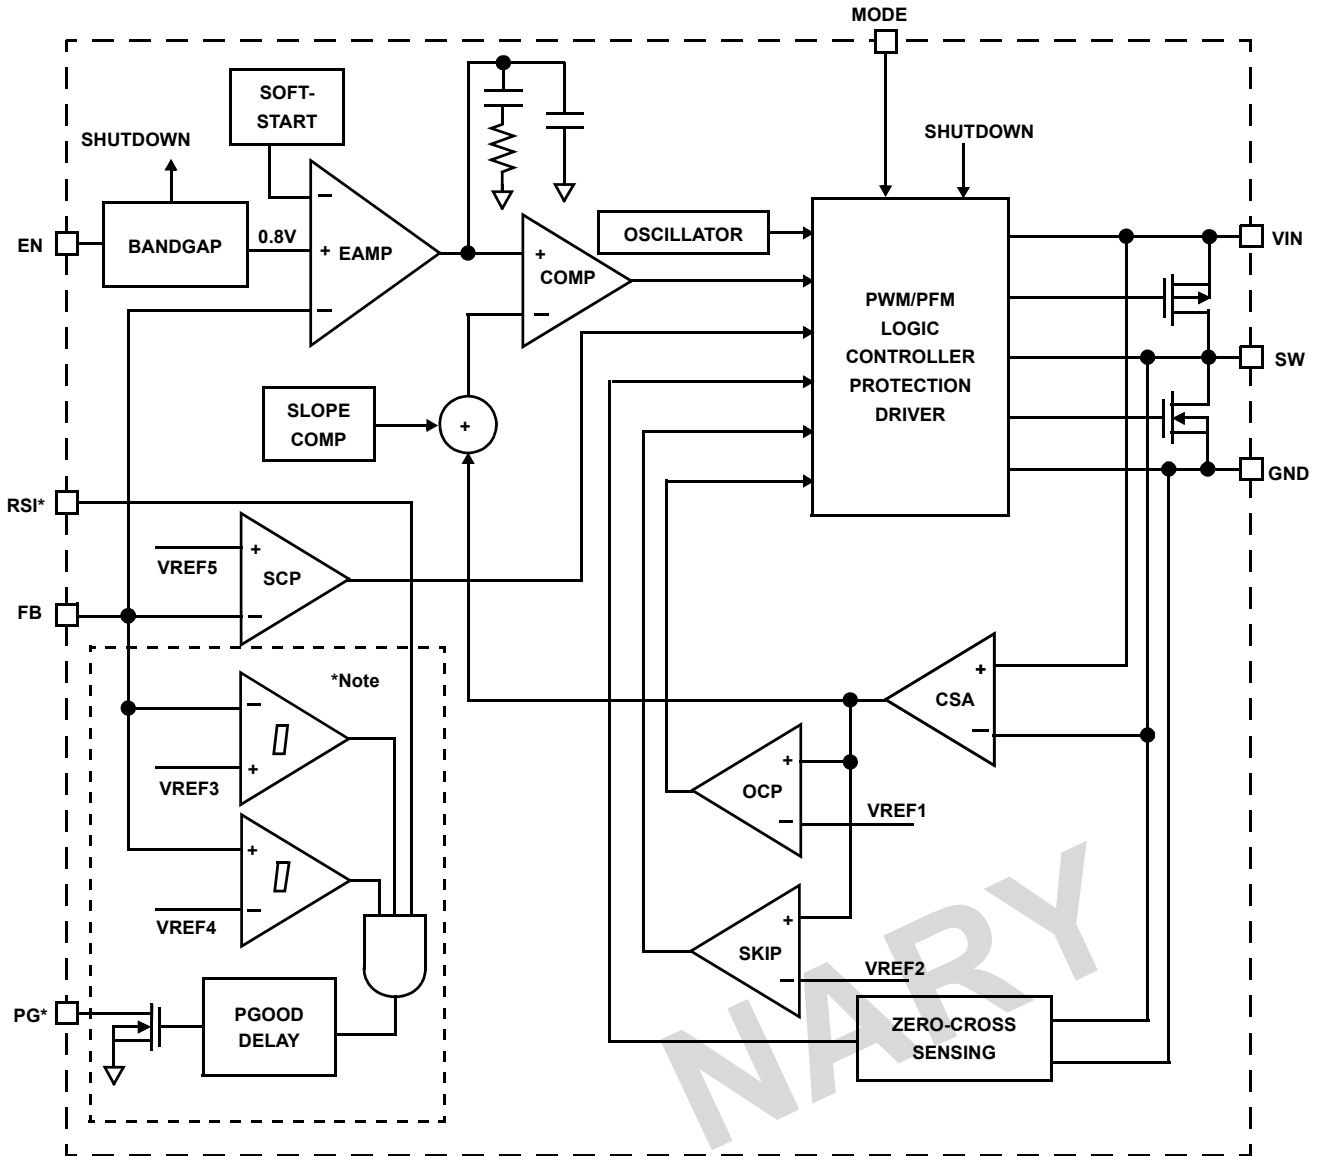 MODE
SOFT-
START
SHUTDOWN
SHUTDOWN
EN
BANDGAP
0.8V
−
+
−
EAMP
+
−
COMP
OSCILLATOR
PWM/PFM
LOGIC
CONTROLLER
PROTECTION
DRIVER
VIN
SW
GND
SLOPE
COMP
+
RSI*
VREF5
+
−
SCP
FB
*Note
−
+
VREF3
+
−
VREF4
CSA
+
−
OCP
+
−
VREF1
SKIP
+
−
VREF2
PG*
PGOOD
DELAY
ZERO-CROSS
SENSING
NARY